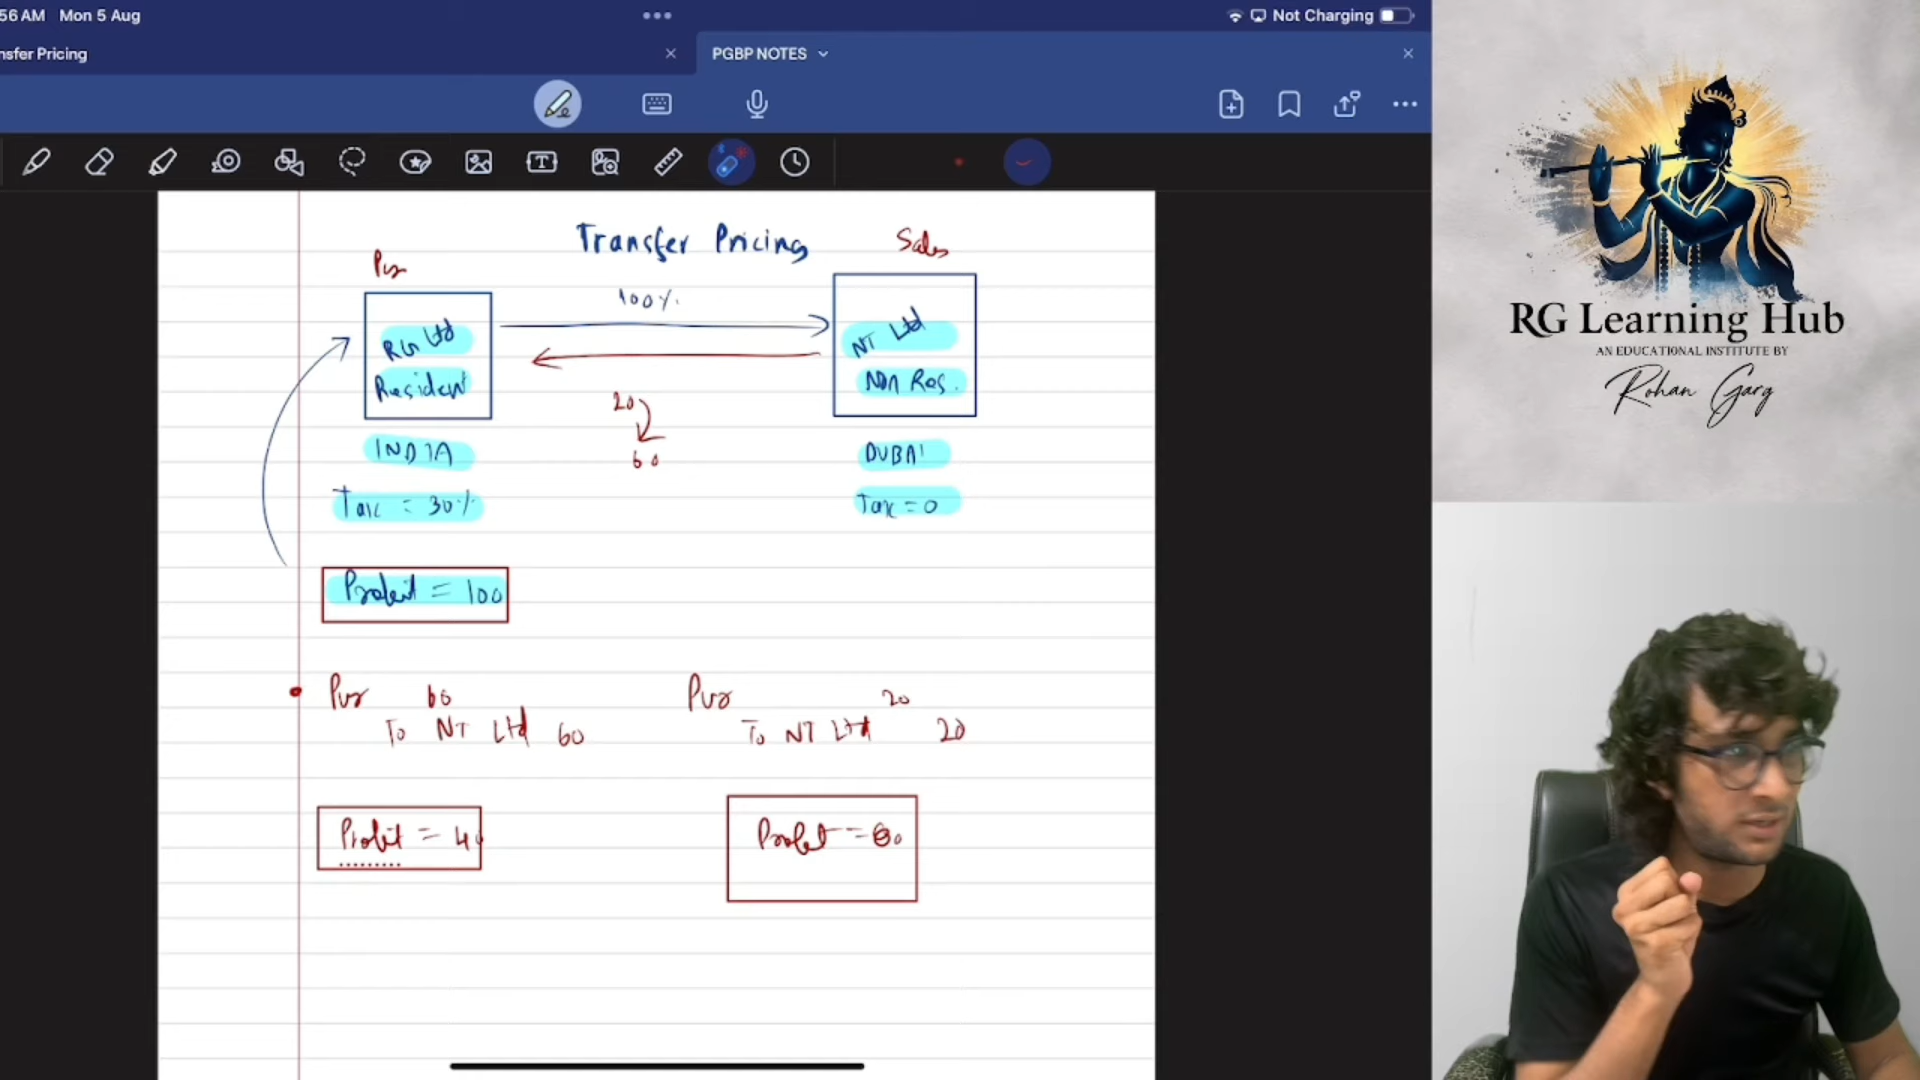 56 AM Mon 5 Aug
Not Charging
nsfer Pricing
PGBP NOTES
Transfer Pricing
Sales
Pur
100%.
RG Ltd
Resident
NT Ltd
Non Res.
20
60
INDIA
DUBAI
Tax = 30%
Tax = 0
Profit = 100
Pur 60
To NT Ltd 60
Pur 20
To NT Ltd 20
Profit = 40
Profit = 80
RG Learning Hub
AN EDUCATIONAL INSTITUTE BY
Rohan Garg